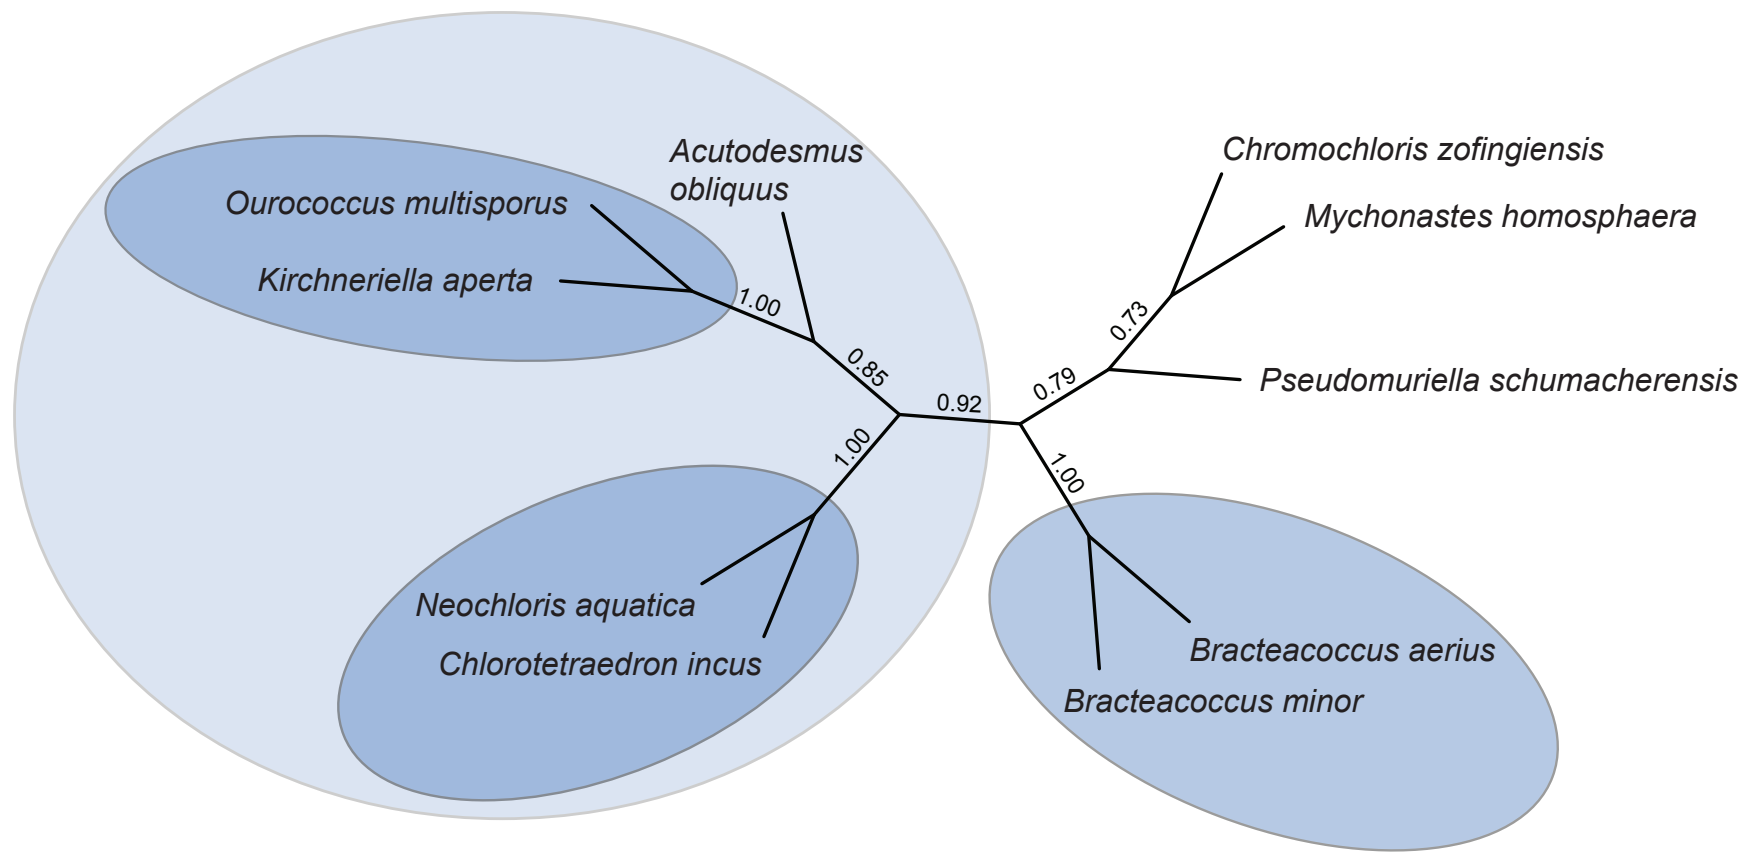 Acutodesmus
obliquus
Ourococcus multisporus
Kirchneriella aperta
1.00
0.85
0.92
1.00
Neochloris aquatica
Chlorotetraedron incus
Chromochloris zofingiensis
Mychonastes homosphaera
0.73
0.79
Pseudomuriella schumacherensis
1.00
Bracteacoccus aerius
Bracteacoccus minor